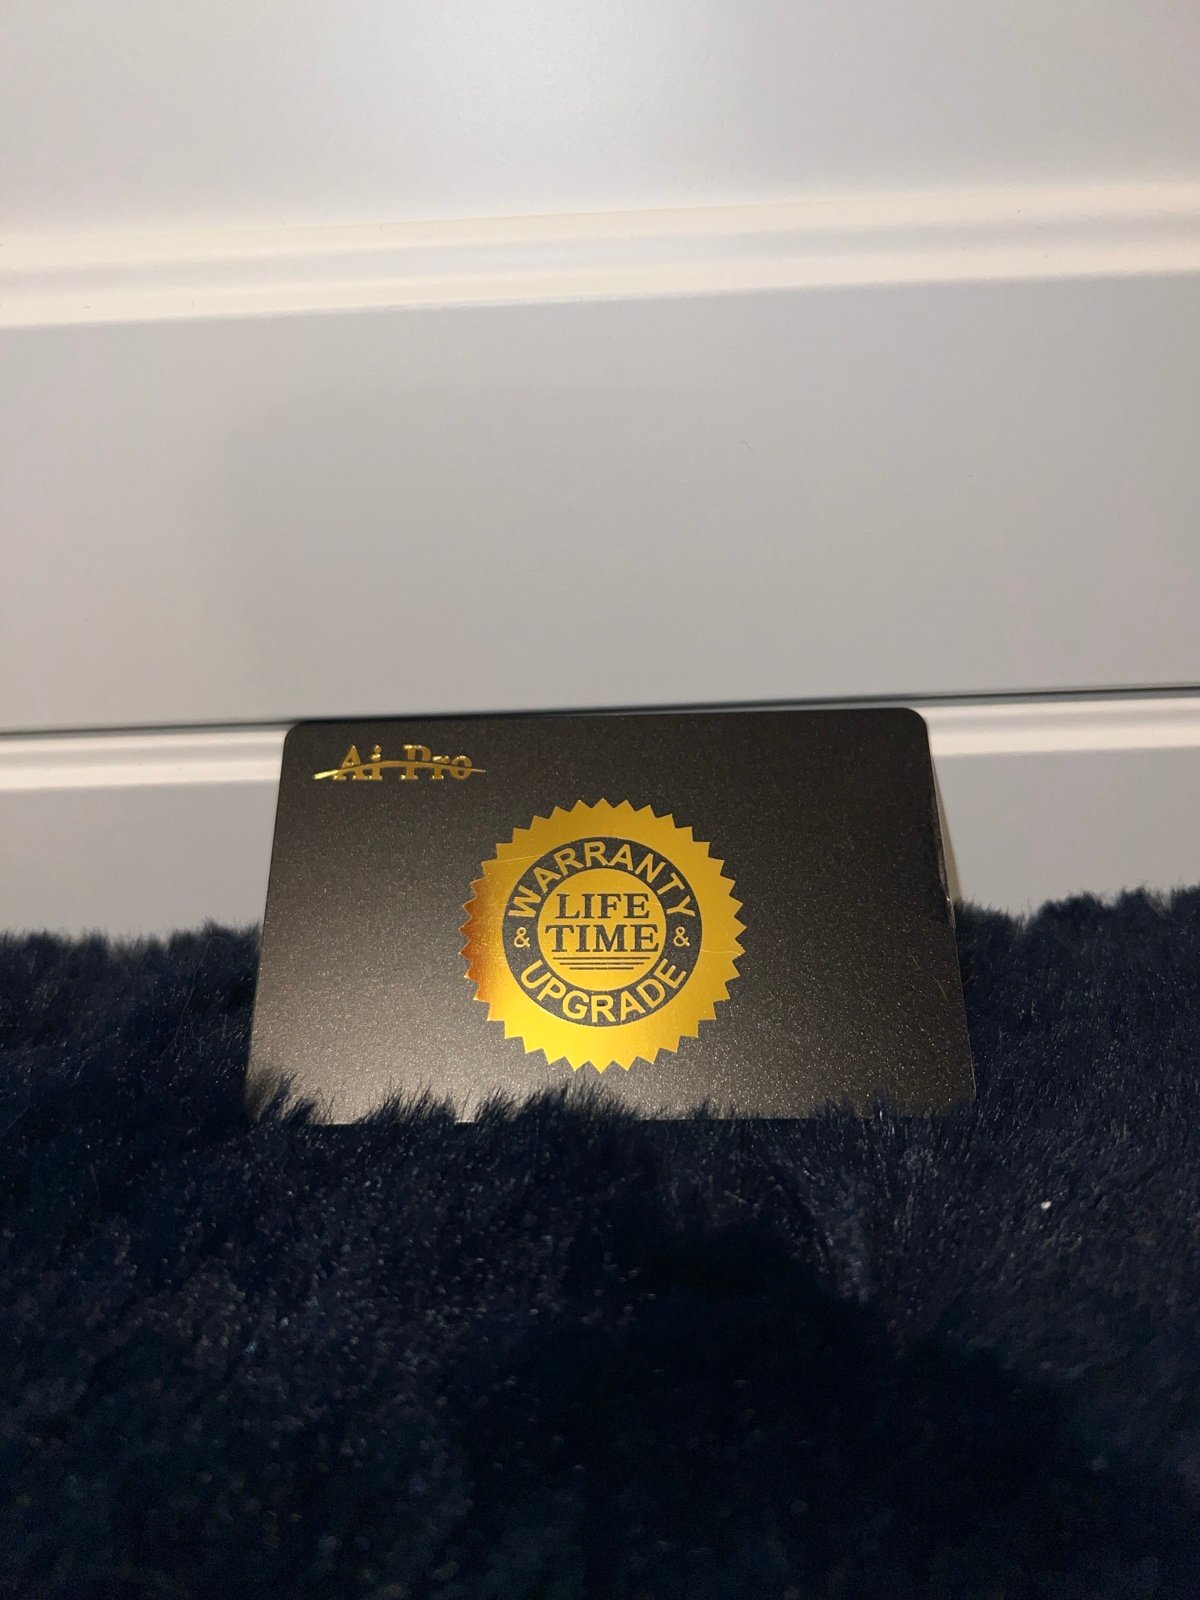 Ai Pro
WARRANTY
LIFE
& TIME &
UPGRADE